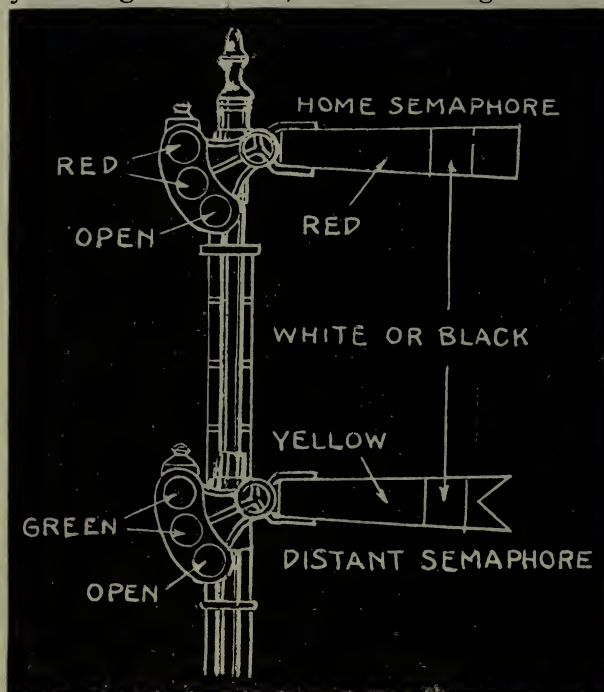 HOME SEMAPHORE
RED
RED
OPEN
WHITE OR BLACK
YELLOW
GREEN
DISTANT SEMAPHORE
OPEN